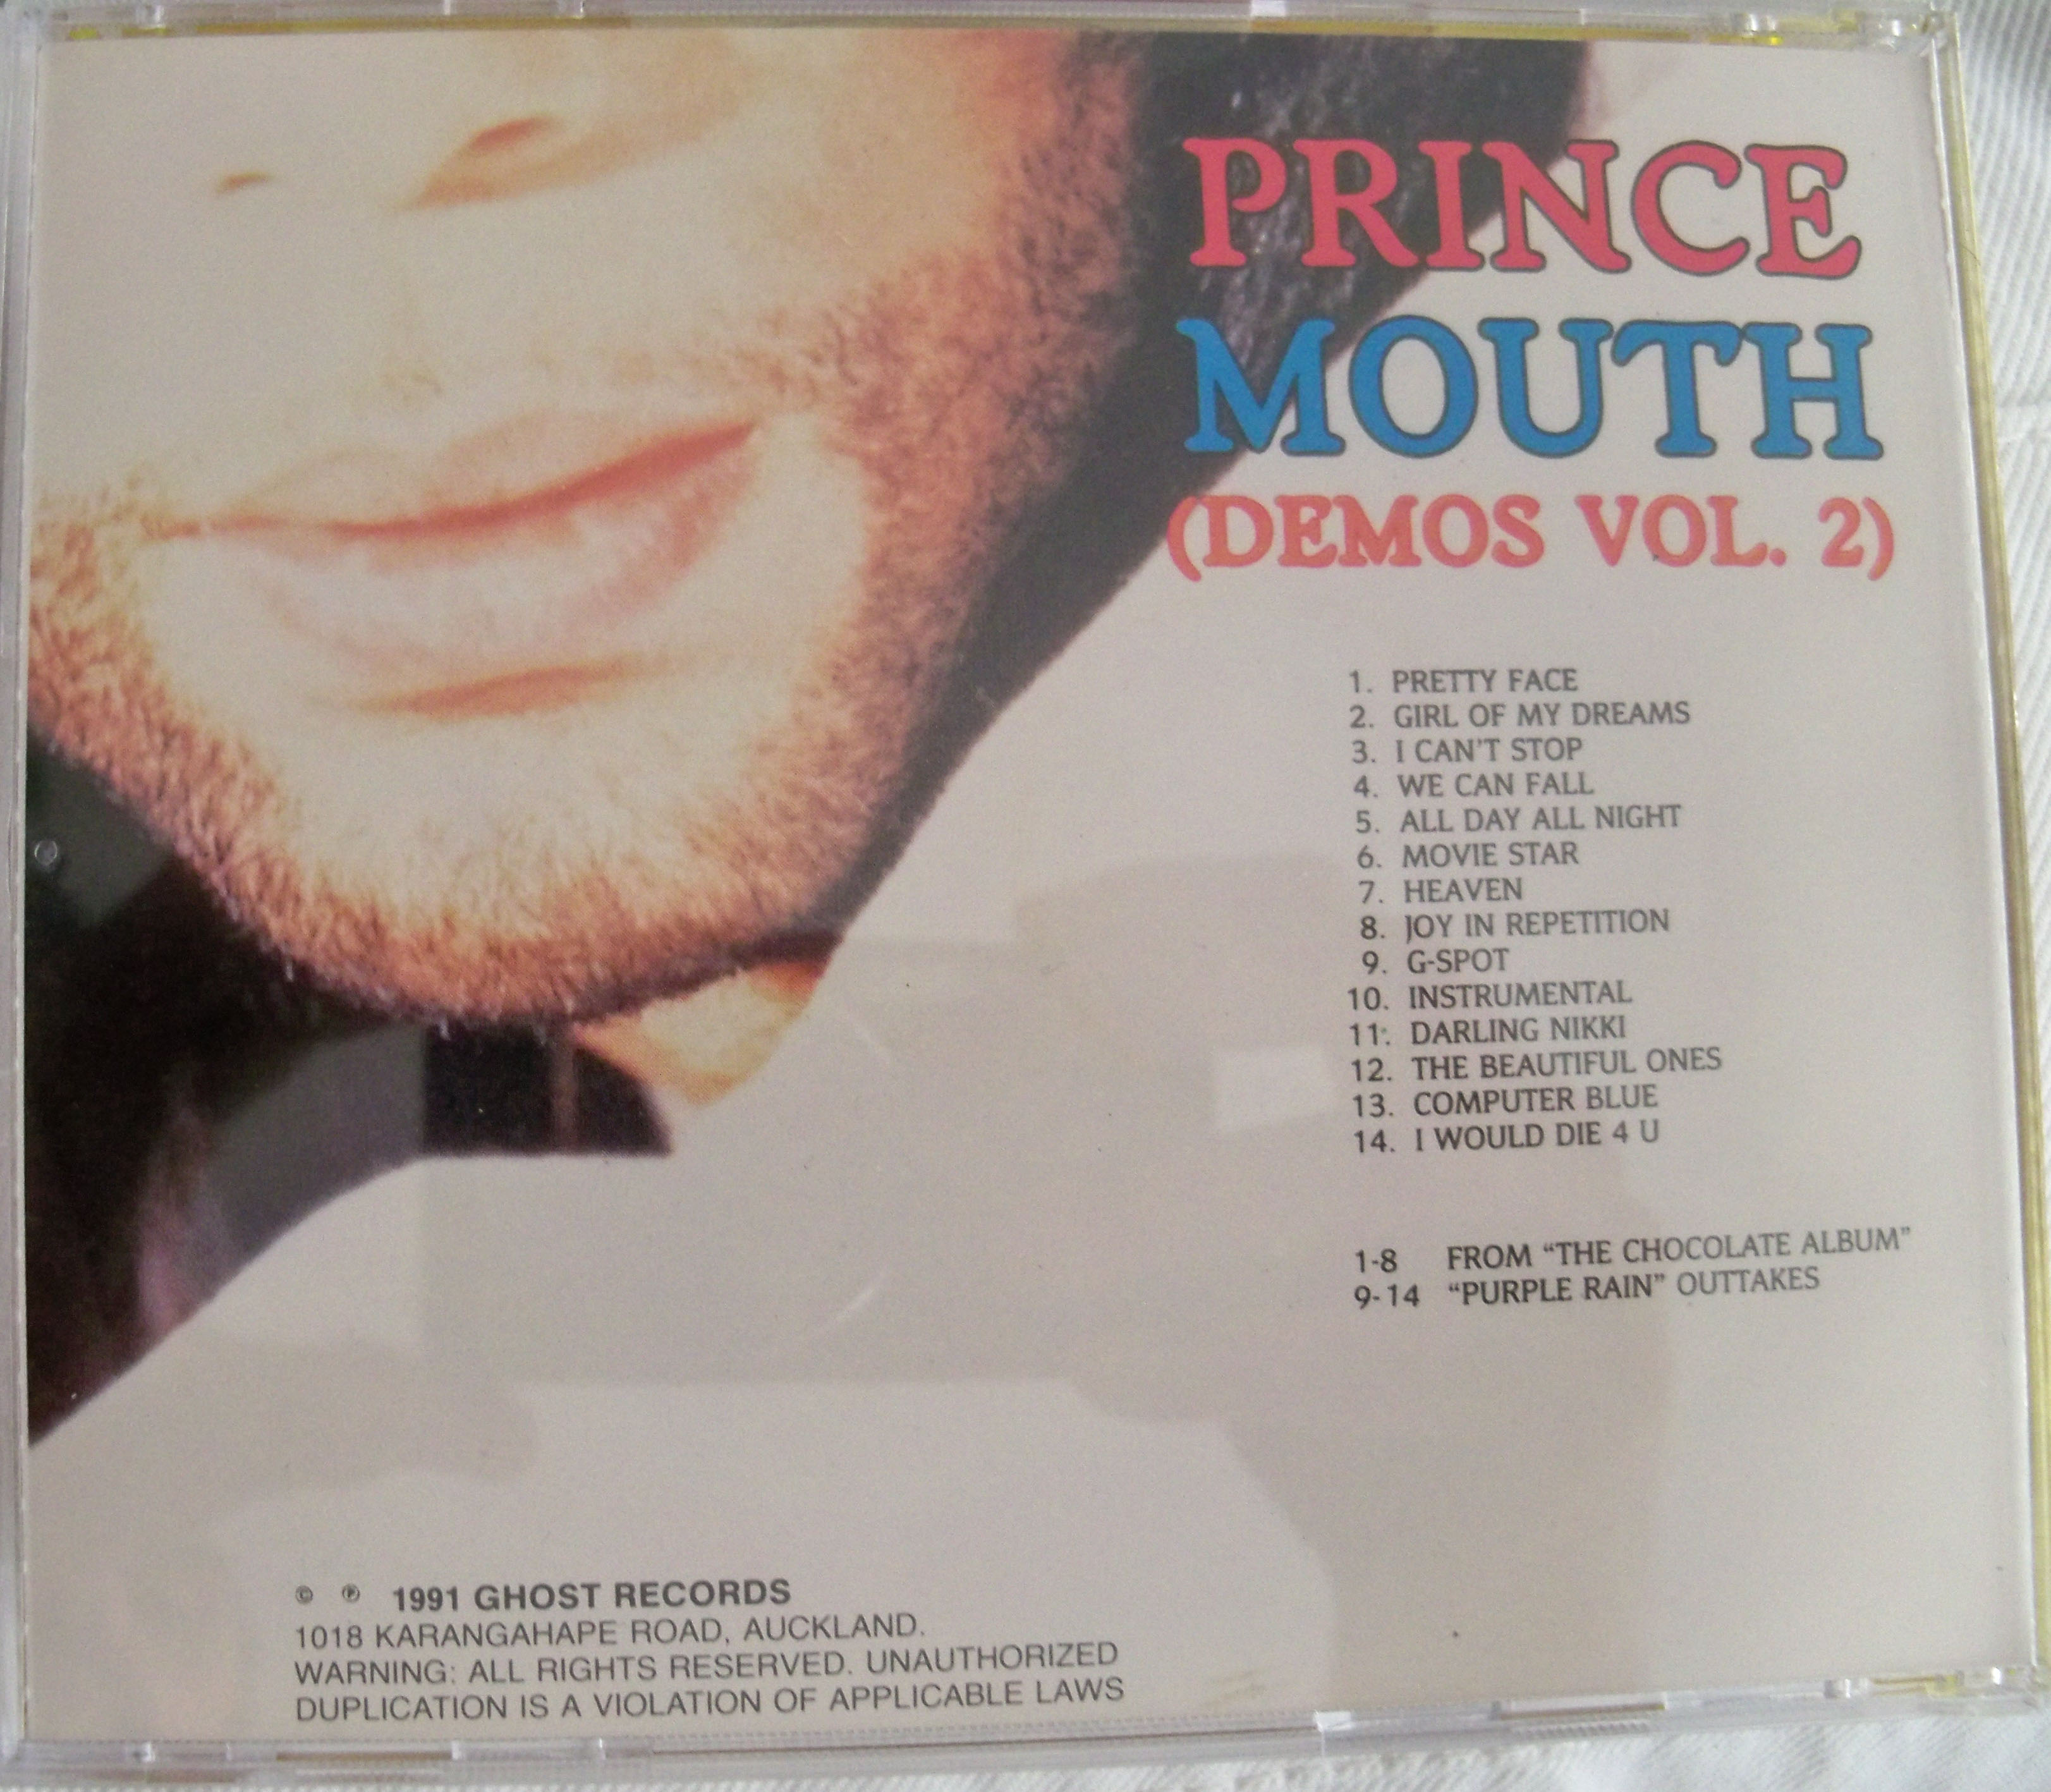 PRINCE
MOUTH
(DEMOS VOL. 2)
1. PRETTY FACE
2. GIRL OF MY DREAMS
3. I CAN'T STOP
4. WE CAN FALL
5. ALL DAY ALL NIGHT
6. MOVIE STAR
7. HEAVEN
8. JOY IN REPETITION
9. G-SPOT
10. INSTRUMENTAL
11. DARLING NIKKI
12. THE BEAUTIFUL ONES
13. COMPUTER BLUE
14. I WOULD DIE 4 U
1-8 FROM “THE CHOCOLATE ALBUM”
9-14 “PURPLE RAIN” OUTTAKES
© ℗ 1991 GHOST RECORDS
1018 KARANGAHAPE ROAD, AUCKLAND.
WARNING: ALL RIGHTS RESERVED. UNAUTHORIZED
DUPLICATION IS A VIOLATION OF APPLICABLE LAWS